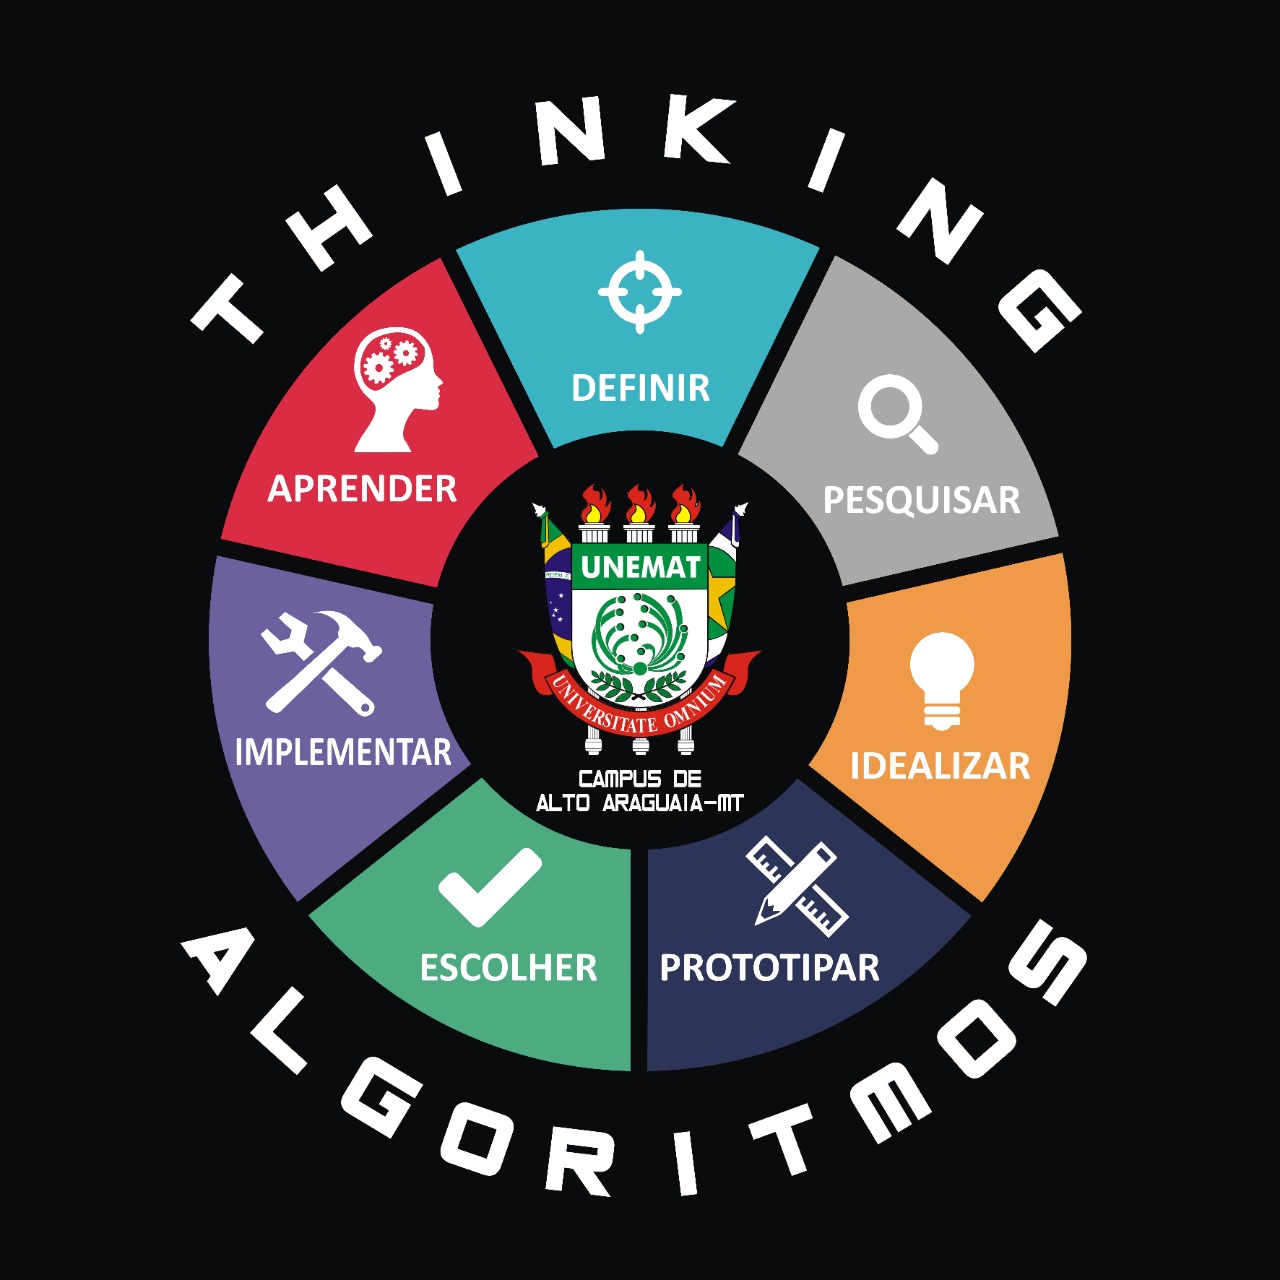 THINKING
DEFINIR
PESQUISAR
IDEALIZAR
PROTOTIPAR
ESCOLHER
IMPLEMENTAR
APRENDER
UNEMAT
UNIVERSITATE OMNIUM
CAMPUS DE
ALTO ARAGUAIA-MT
ALGORITMOS